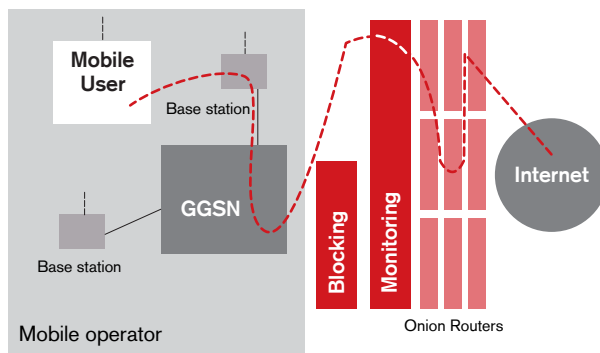 Mobile
User
Base station
GGSN
Base station
Mobile operator
Blocking
Monitoring
Onion Routers
Internet